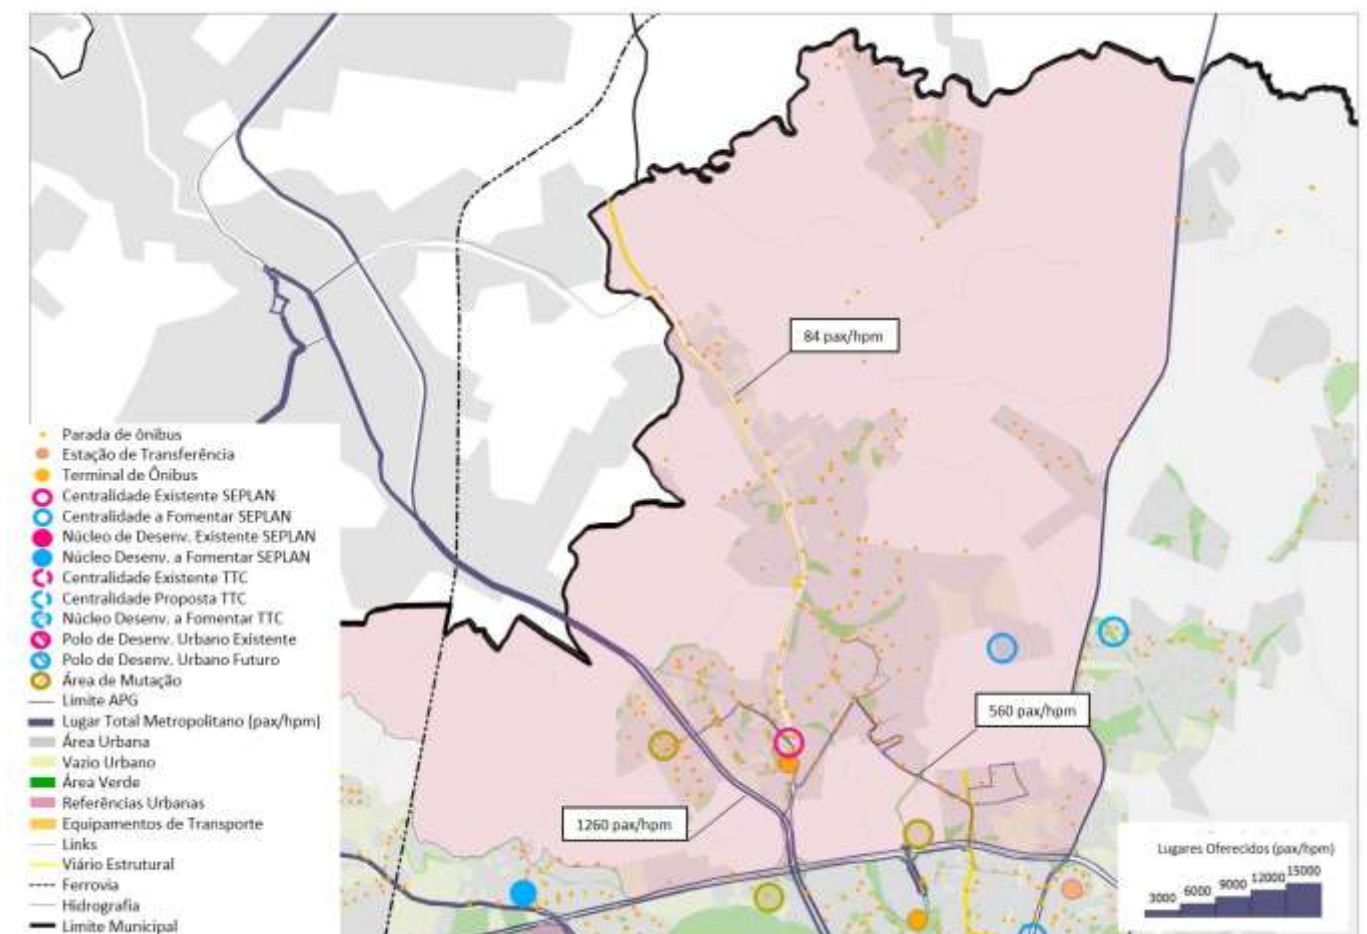 84 pax/hpm
Parada de ônibus
Estação de Transferência
Terminal de Ônibus
Centralidade Existente SEPLAN
Centralidade a Fomentar SEPLAN
Núcleo de Desenv. Existente SEPLAN
Núcleo Desenv. a Fomentar SEPLAN
Centralidade Existente TTC
Centralidade Proposta TTC
Núcleo Desenv. a Fomentar TTC
Polo de Desenv. Urbano Existente
Polo de Desenv. Urbano Futuro
Área de Mutação
Limite APG
Lugar Total Metropolitano (pax/hpm)
Área Urbana
Vazio Urbano
Área Verde
Referências Urbanas
Equipamentos de Transporte
Links
Viário Estrutural
Ferrovia
Hidrografia
Limite Municipal
560 pax/hpm
1260 pax/hpm
Lugares Oferecidos (pax/hpm)
3000 6000 9000 12000 15000